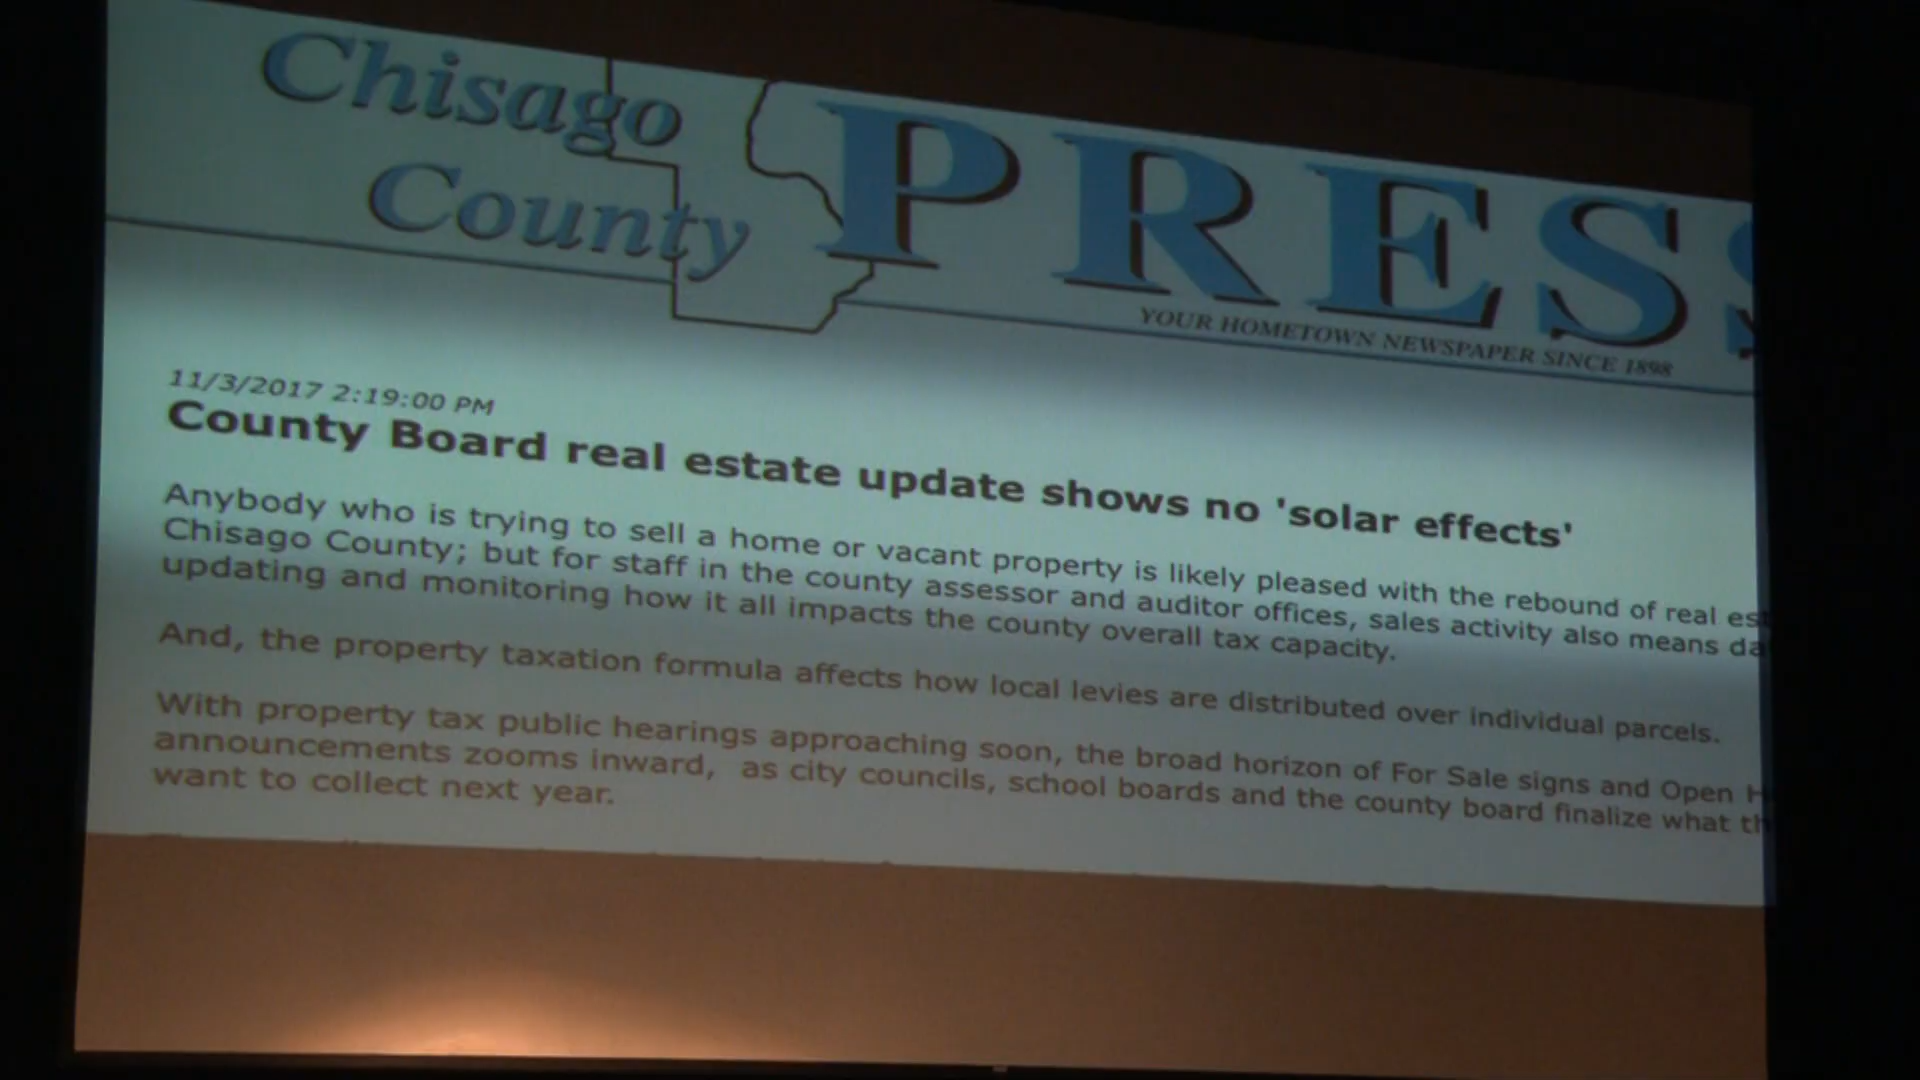 Chisago
County
PRESS
YOUR HOMETOWN NEWSPAPER SINCE 1898
11/3/2017 2:19:00 PM
County Board real estate update shows no 'solar effects'
Anybody who is trying to sell a home or vacant property is likely pleased with the rebound of real
Chisago County; but for staff in the county assessor and auditor offices, sales activity also means
updating and monitoring how it all impacts the county overall tax capacity.
And, the property taxation formula affects how local levies are distributed over individual parcels.
With property tax public hearings approaching soon, the broad horizon of For Sale signs and Open
announcements zooms inward, as city councils, school boards and the county board finalize what
want to collect next year.